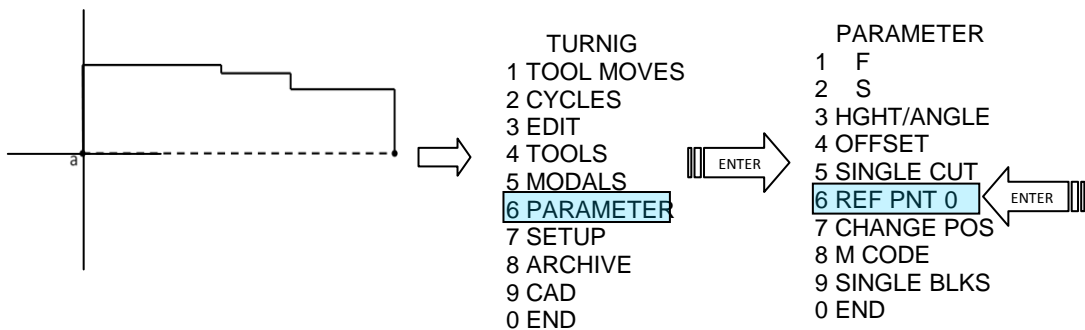 a
TURNIG
1 TOOL MOVES
2 CYCLES
3 EDIT
4 TOOLS
5 MODALS
6 PARAMETER
7 SETUP
8 ARCHIVE
9 CAD
0 END
ENTER
PARAMETER
1 F
2 S
3 HGHT/ANGLE
4 OFFSET
5 SINGLE CUT
6 REF PNT 0
7 CHANGE POS
8 M CODE
9 SINGLE BLKS
0 END
ENTER